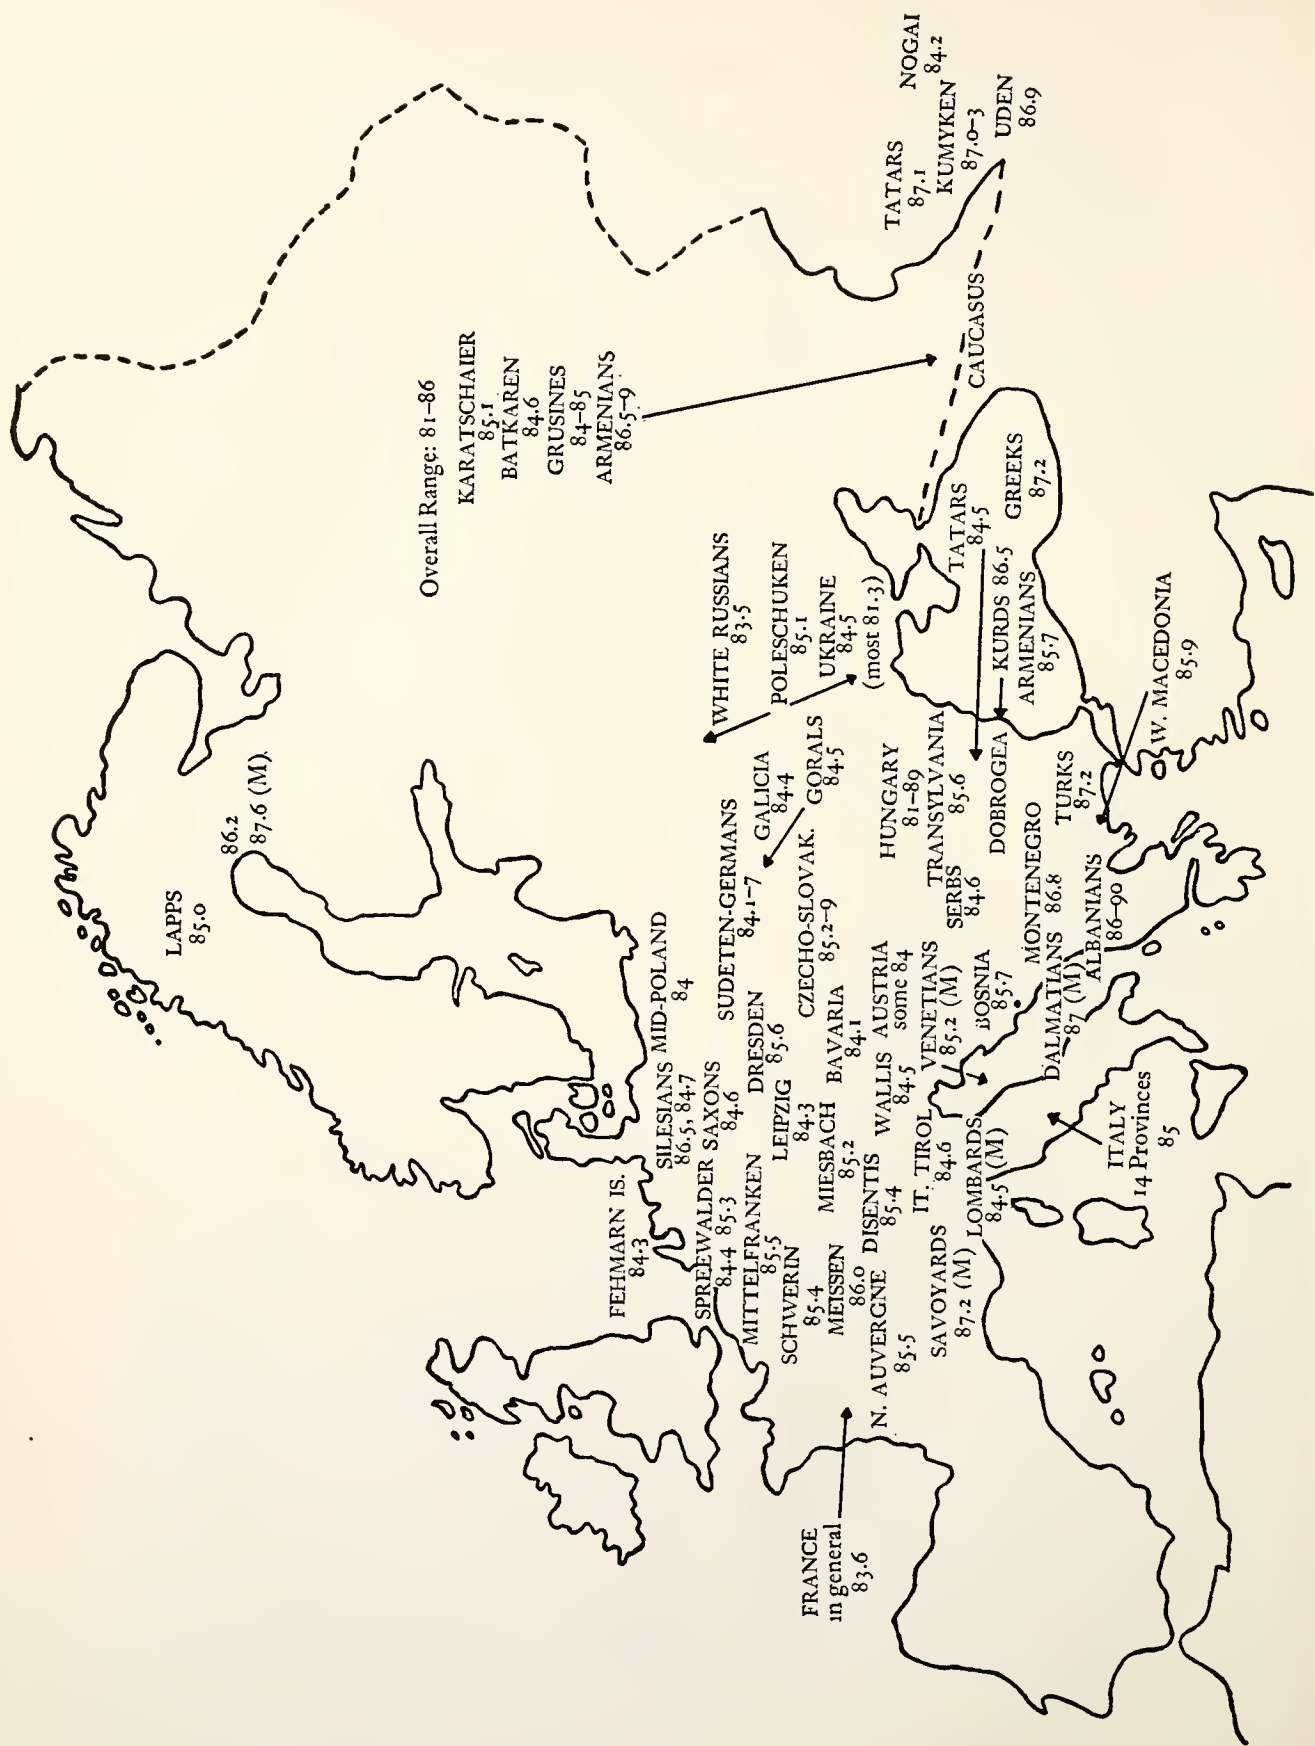 LAPPS
85.0
86.2
87.6 (M)
Overall Range: 81–86
KARATSCHAIER
85.1
BATKAREN
84.6
GRUSINES
84–85
ARMENIANS
86.5–9
FEHMARN IS.
84.3
SILESIANS
86.5, 84.7
MID-POLAND
84
SPREEWALDER
84.4 85.3
SAXONS
84.6
SUDETEN-GERMANS
84.1–7
WHITE RUSSIANS
83.5
MITTELFRANKEN
85.5
DRESDEN
85.6
GALICIA
84.4
POLESCHUKEN
85.1
SCHWERIN
85.4
LEIPZIG
84.3
CZECHO-SLOVAK.
85.2–9
GORALS
84.5
UKRAINE
84.5
(most 81.3)
FRANCE
in general
83.6
MEISSEN
86.0
MIESBACH
85.2
BAVARIA
84.1
N. AUVERGNE
85.5
DISENTIS
85.4
WALLIS
84.5
AUSTRIA
some 84
HUNGARY
81–89
TATARS
87.1
NOGAI
84.2
KUMYKEN
87.0–3
UDEN
86.9
SAVOYARDS
87.2 (M)
IT. TIROL
84.6
VENETIANS
85.2 (M)
SERBS
84.6
TRANSYLVANIA
85.6
TATARS
84.5
CAUCASUS
LOMBARDS
84.5 (M)
BOSNIA
85.7
DOBROGEA
KURDS 86.5
ARMENIANS
85.7
GREEKS
87.2
DALMATIANS
87 (M)
MONTENEGRO
86.8
TURKS
87.2
ITALY
14 Provinces
85
ALBANIANS
86–90
W. MACEDONIA
85.9